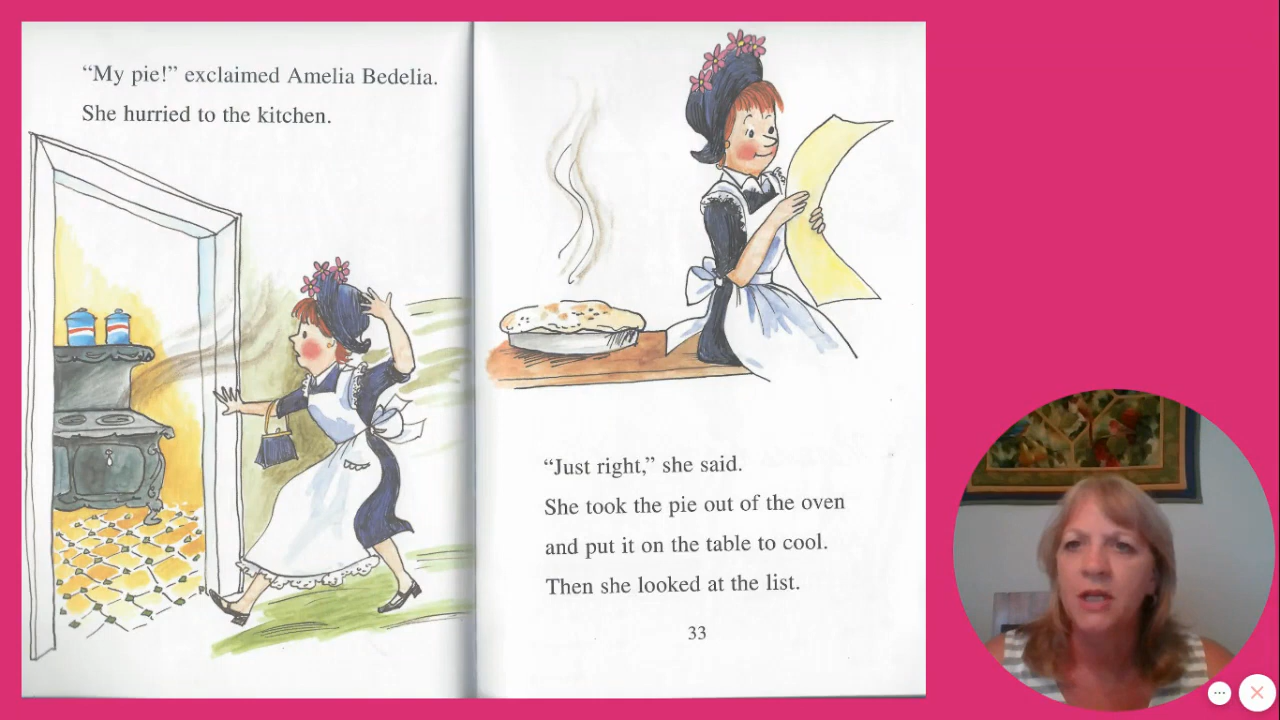 “My pie!” exclaimed Amelia Bedelia.
She hurried to the kitchen.
“Just right,” she said.
She took the pie out of the oven
and put it on the table to cool.
Then she looked at the list.
33